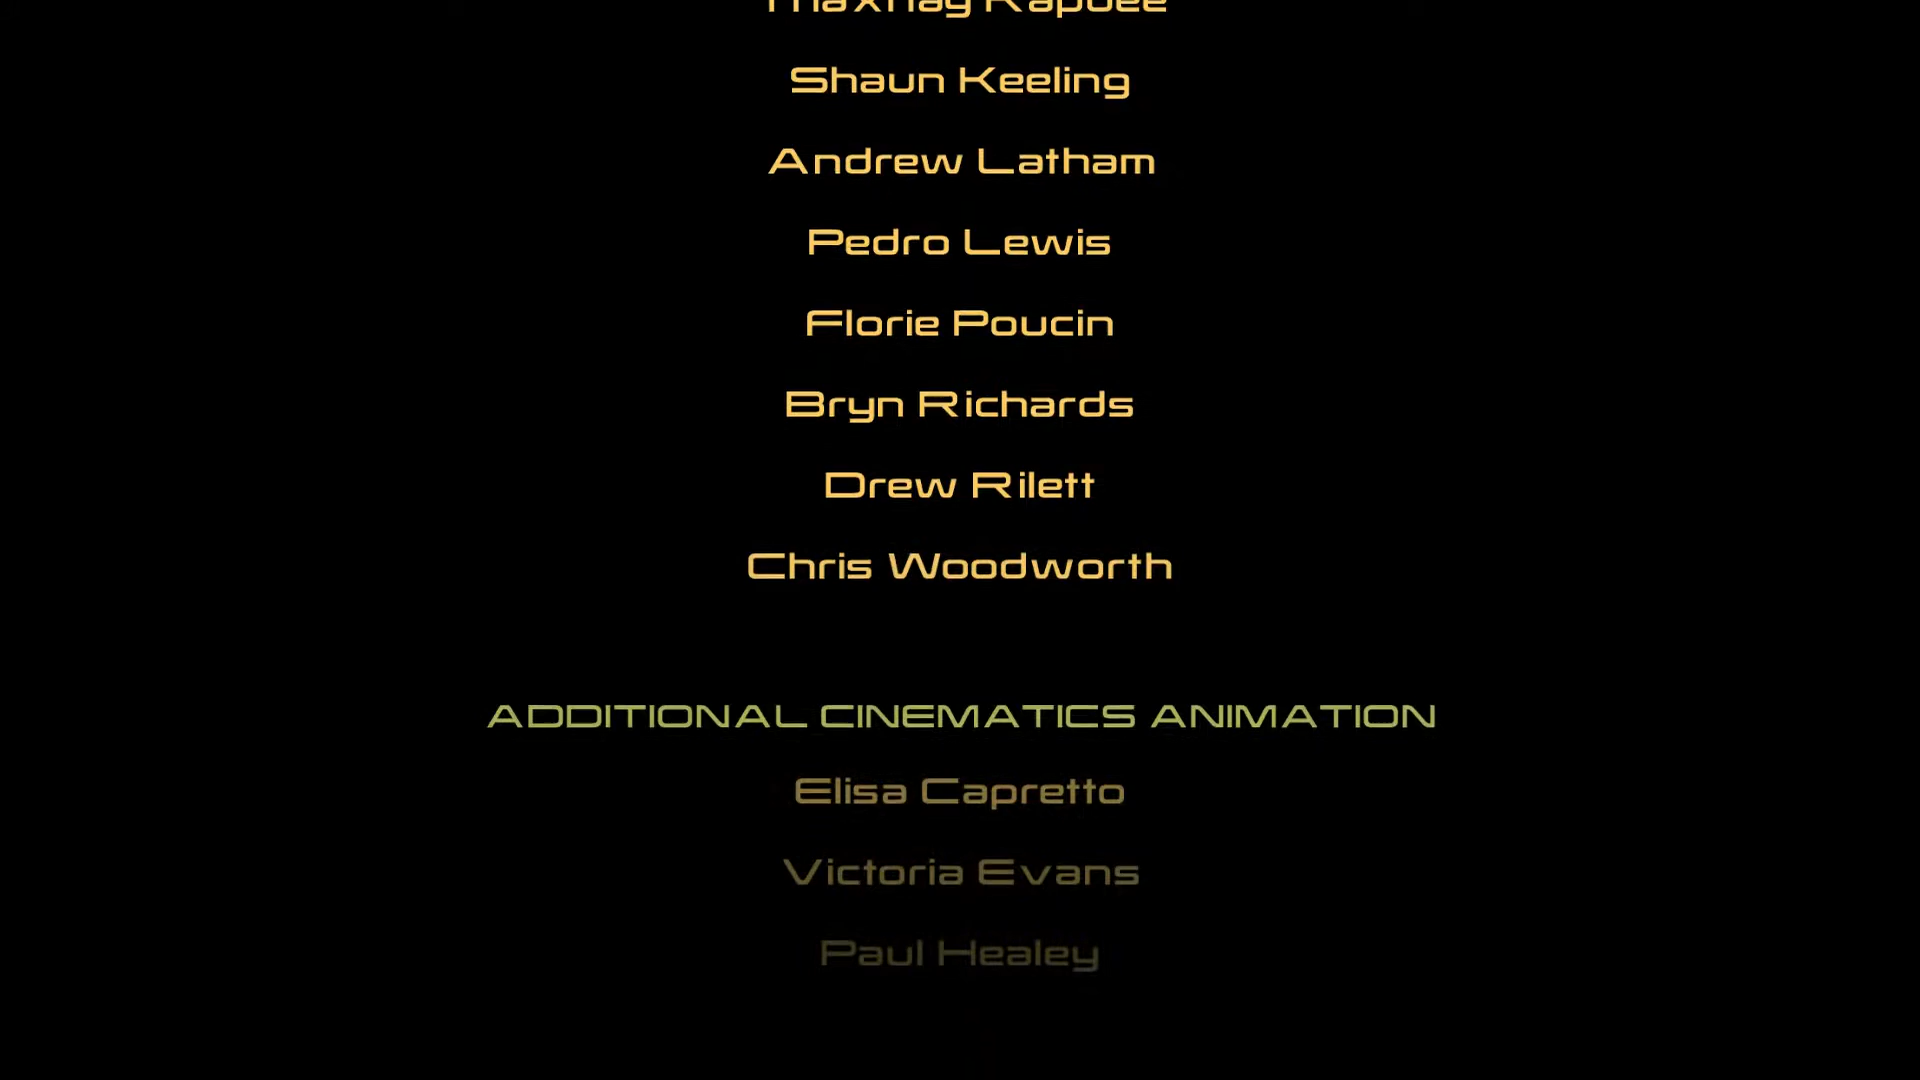 Shaun Keeling
Andrew Latham
Pedro Lewis
Florie Poucin
Bryn Richards
Drew Rilett
Chris Woodworth
ADDITIONAL CINEMATICS ANIMATION
Elisa Capretto
Victoria Evans
Paul Healey